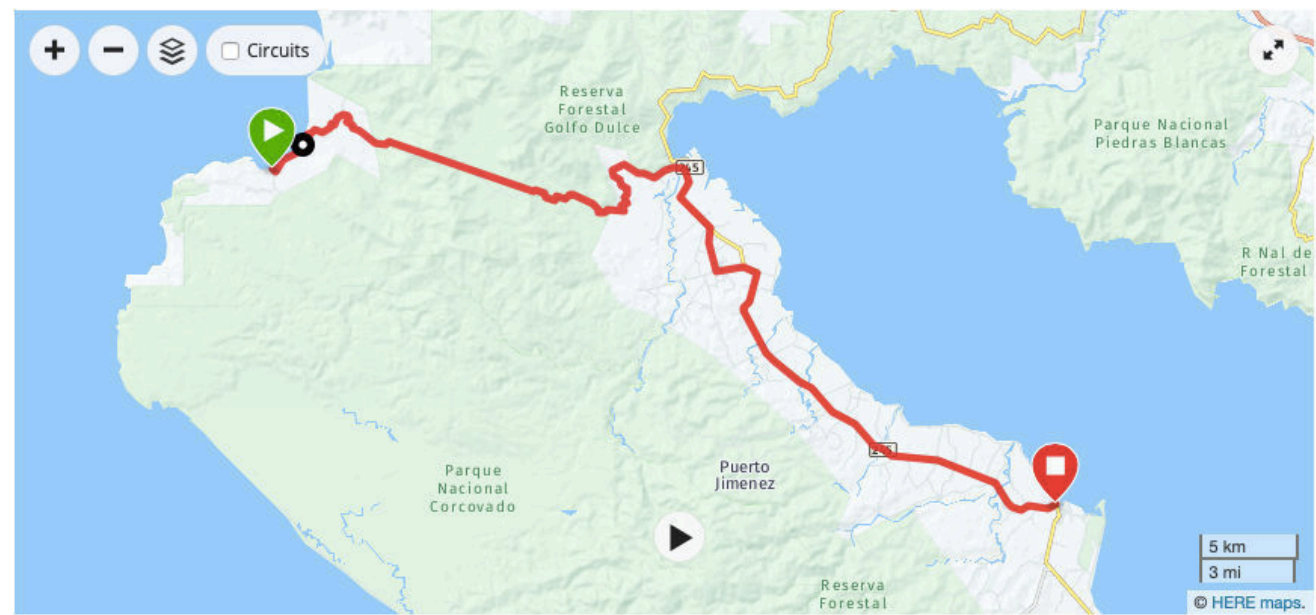 Circuits
Reserva
Forestal
Golfo Dulce
Parque Nacional
Piedras Blancas
245
R Nal de
Forestal
245
Puerto
Jimenez
Parque
Nacional
Corcovado
5 km
3 mi
Reserva
Forestal
© HERE maps.